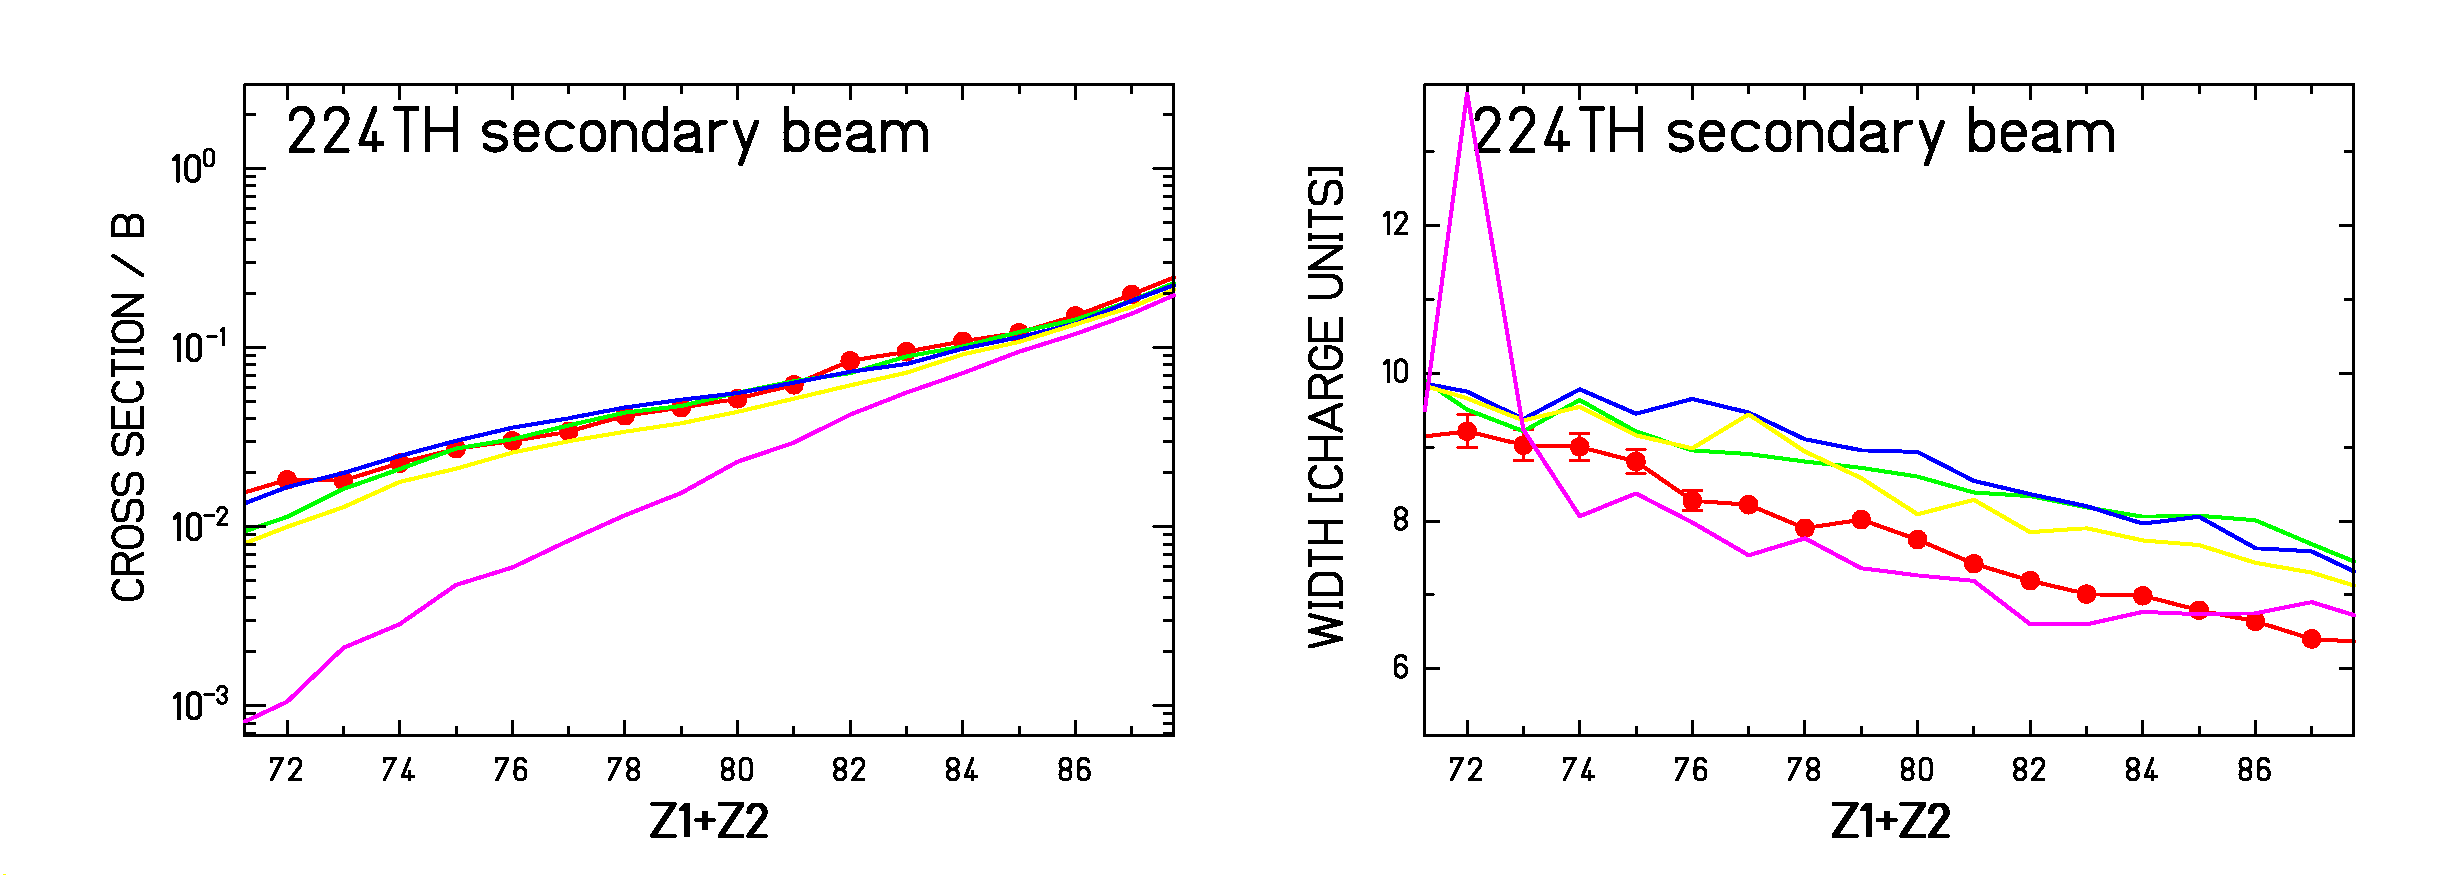 224TH secondary beam
CROSS SECTION / B
10⁰
10⁻¹
10⁻²
10⁻³
72 74 76 78 80 82 84 86
Z1+Z2
224TH secondary beam
WIDTH [CHARGE UNITS]
12
10
8
6
72 74 76 78 80 82 84 86
Z1+Z2